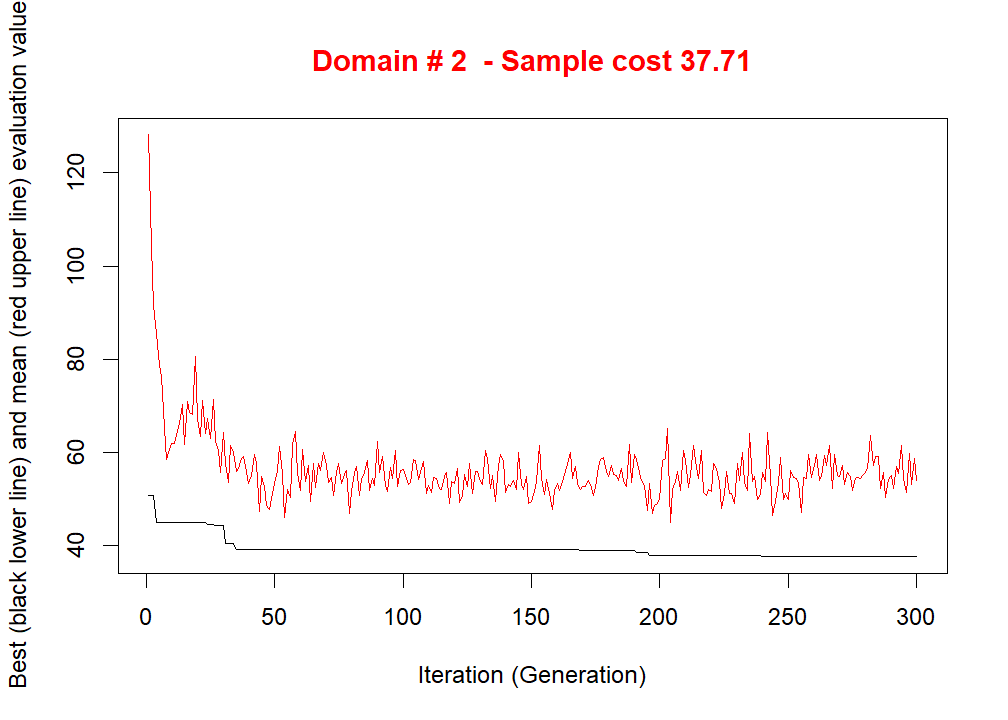 Domain # 2  - Sample cost 37.71
Best (black lower line) and mean (red upper line) evaluation value
120
100
80
60
40
0 50 100 150 200 250 300
Iteration (Generation)